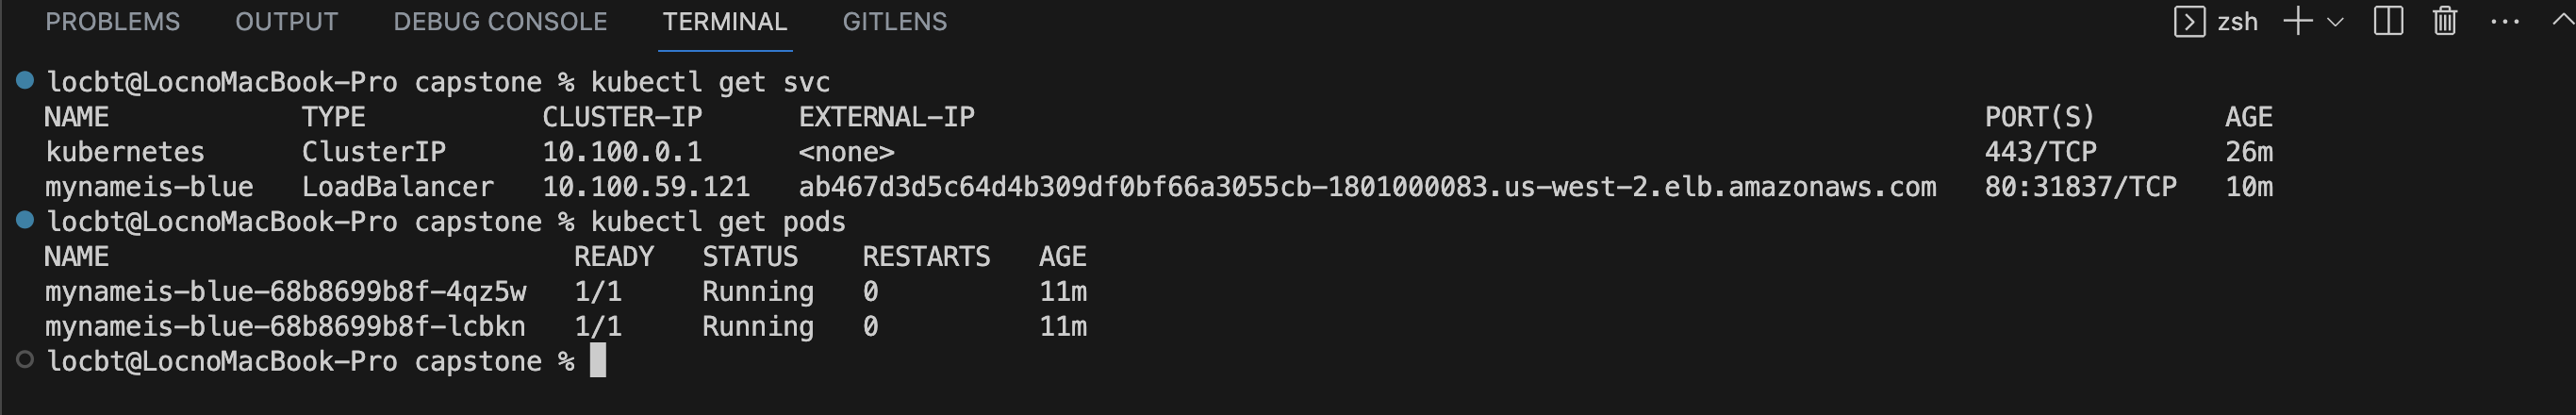 PROBLEMS OUTPUT DEBUG CONSOLE TERMINAL GITLENS zsh
locbt@LocnoMacBook-Pro capstone % kubectl get svc
NAME TYPE CLUSTER-IP EXTERNAL-IP PORT(S) AGE
kubernetes ClusterIP 10.100.0.1 <none> 443/TCP 26m
mynameis-blue LoadBalancer 10.100.59.121 ab467d3d5c64d4b309df0bf66a3055cb-1801000083.us-west-2.elb.amazonaws.com 80:31837/TCP 10m
locbt@LocnoMacBook-Pro capstone % kubectl get pods
NAME READY STATUS RESTARTS AGE
mynameis-blue-68b8699b8f-4qz5w 1/1 Running 0 11m
mynameis-blue-68b8699b8f-lcbkn 1/1 Running 0 11m
locbt@LocnoMacBook-Pro capstone %